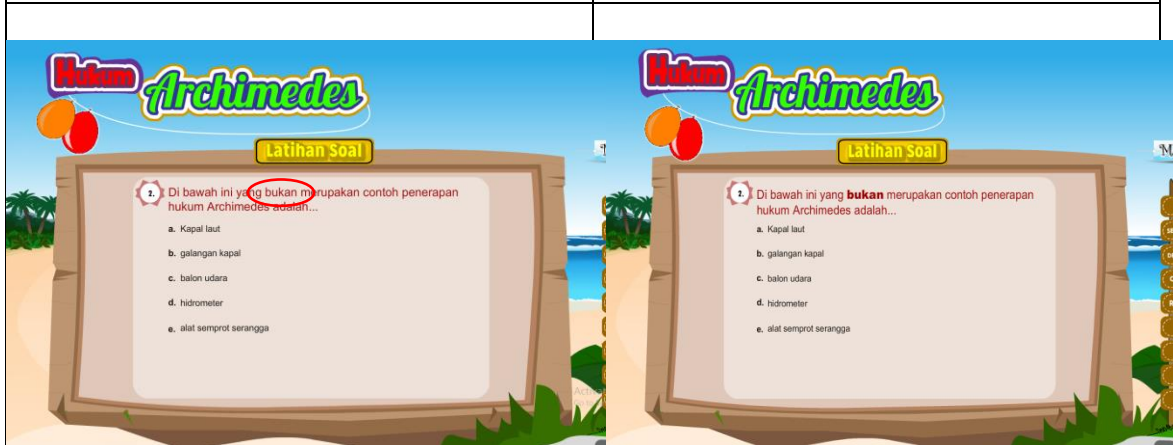 Hukum
Archimedes
Latihan Soal
2. Di bawah ini yang bukan merupakan contoh penerapan
hukum Archimedes adalah...
a. Kapal laut
b. galangan kapal
c. balon udara
d. hidrometer
e. alat semprot serangga
Hukum
Archimedes
Latihan Soal
2. Di bawah ini yang bukan merupakan contoh penerapan
hukum Archimedes adalah...
a. Kapal laut
b. galangan kapal
c. balon udara
d. hidrometer
e. alat semprot serangga